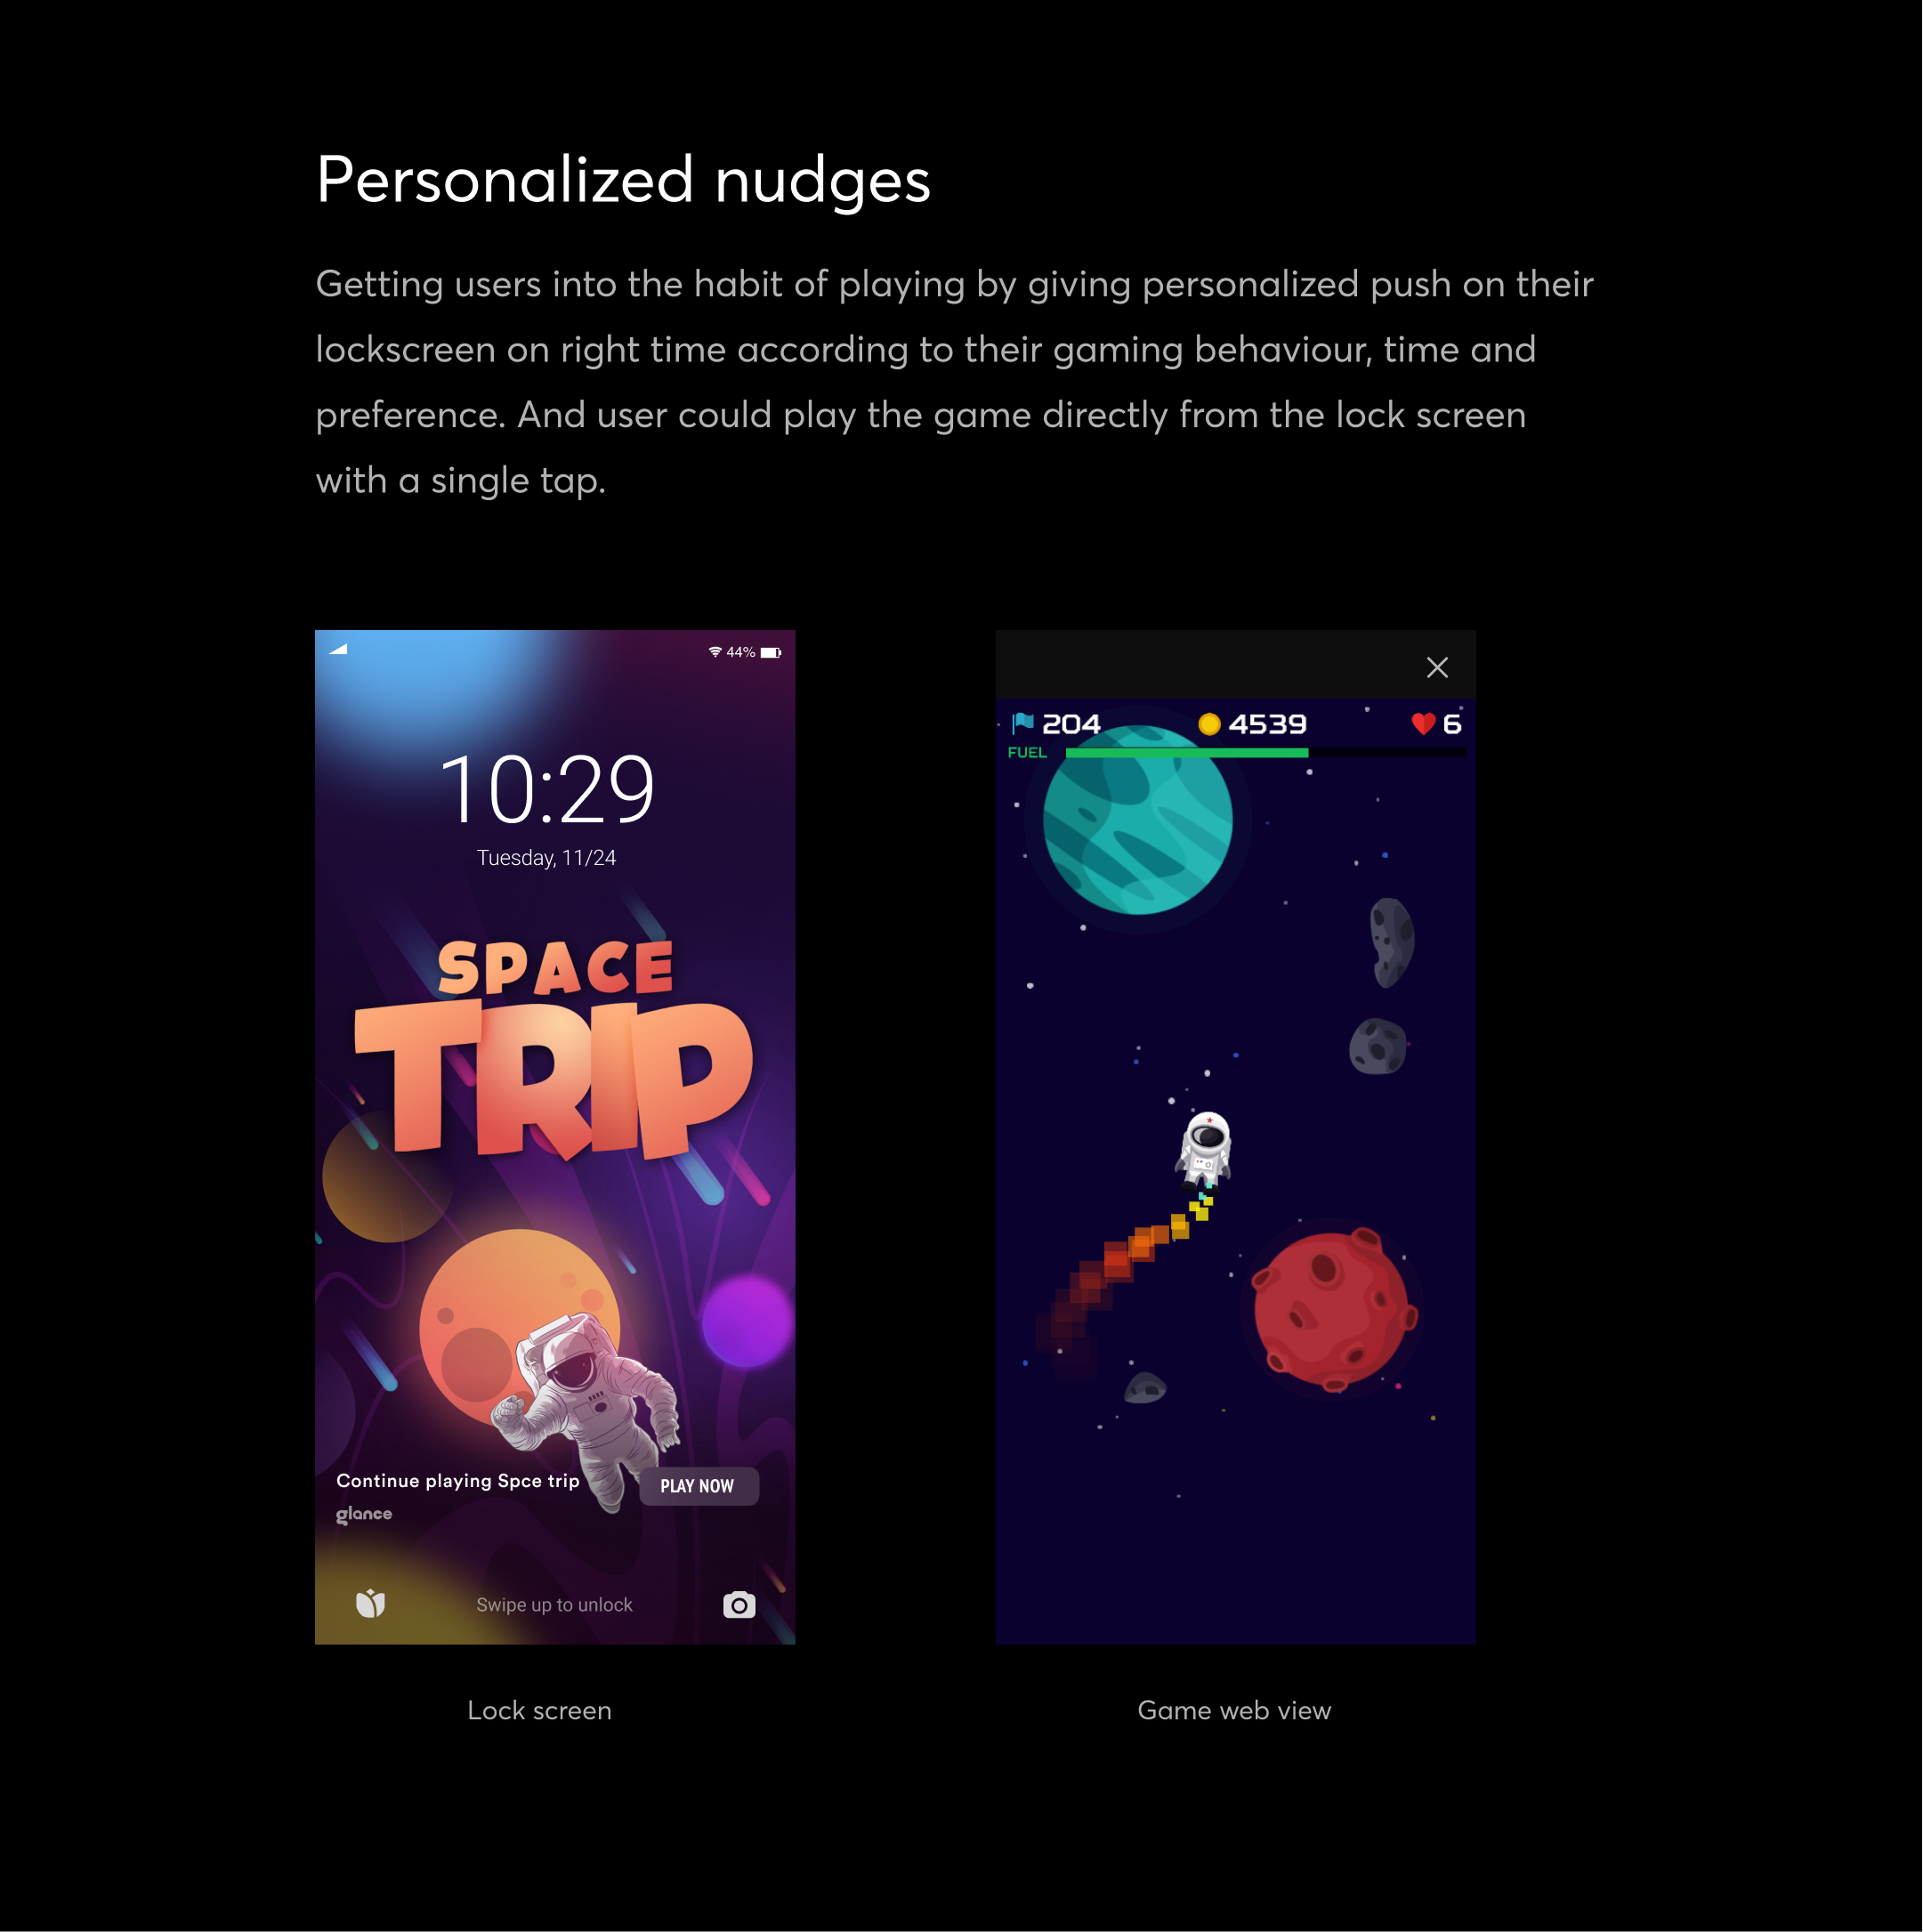 Personalized nudges
Getting users into the habit of playing by giving personalized push on their
lockscreen on right time according to their gaming behaviour, time and
preference. And user could play the game directly from the lock screen
with a single tap.
44%
10:29
Tuesday, 11/24
SPACE
TRIP
Continue playing Spce trip
PLAY NOW
glance
Swipe up to unlock
Lock screen
204 4539 6
FUEL
Game web view